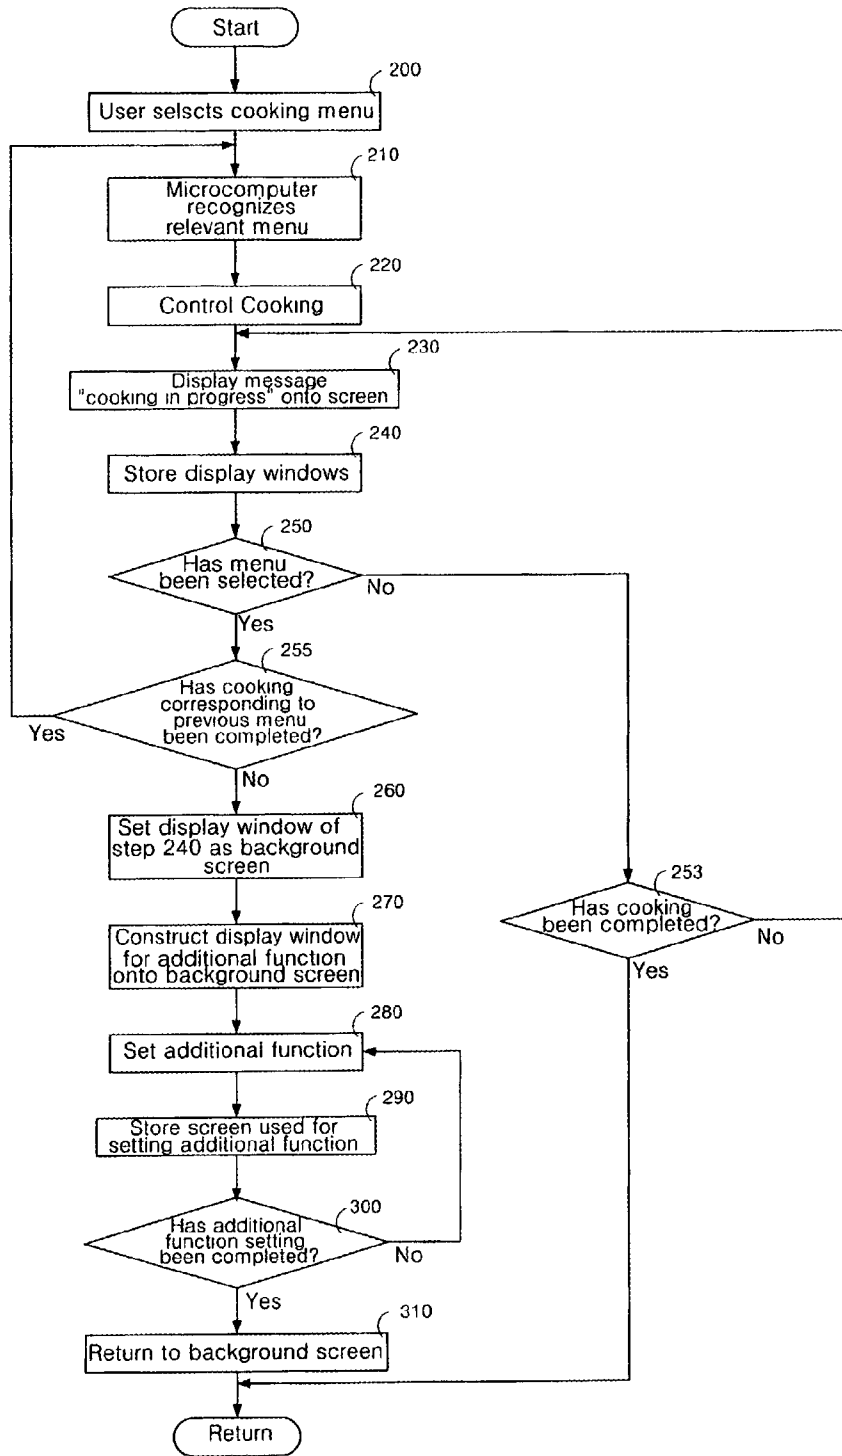 Start
200
User selscts cooking menu
210
Microcomputer
recognizes
relevant menu
220
Control Cooking
230
Display message
"cooking in progress" onto screen
240
Store display windows
250
Has menu
been selected?
No
Yes
255
Has cooking
corresponding to
previous menu
been completed?
Yes
No
260
Set display window of
step 240 as background
screen
253
Has cooking
been completed?
No
Yes
270
Construct display window
for additional function
onto background screen
280
Set additional function
290
Store screen used for
setting additional function
300
Has additional
function setting
been completed?
No
Yes
310
Return to background screen
Return